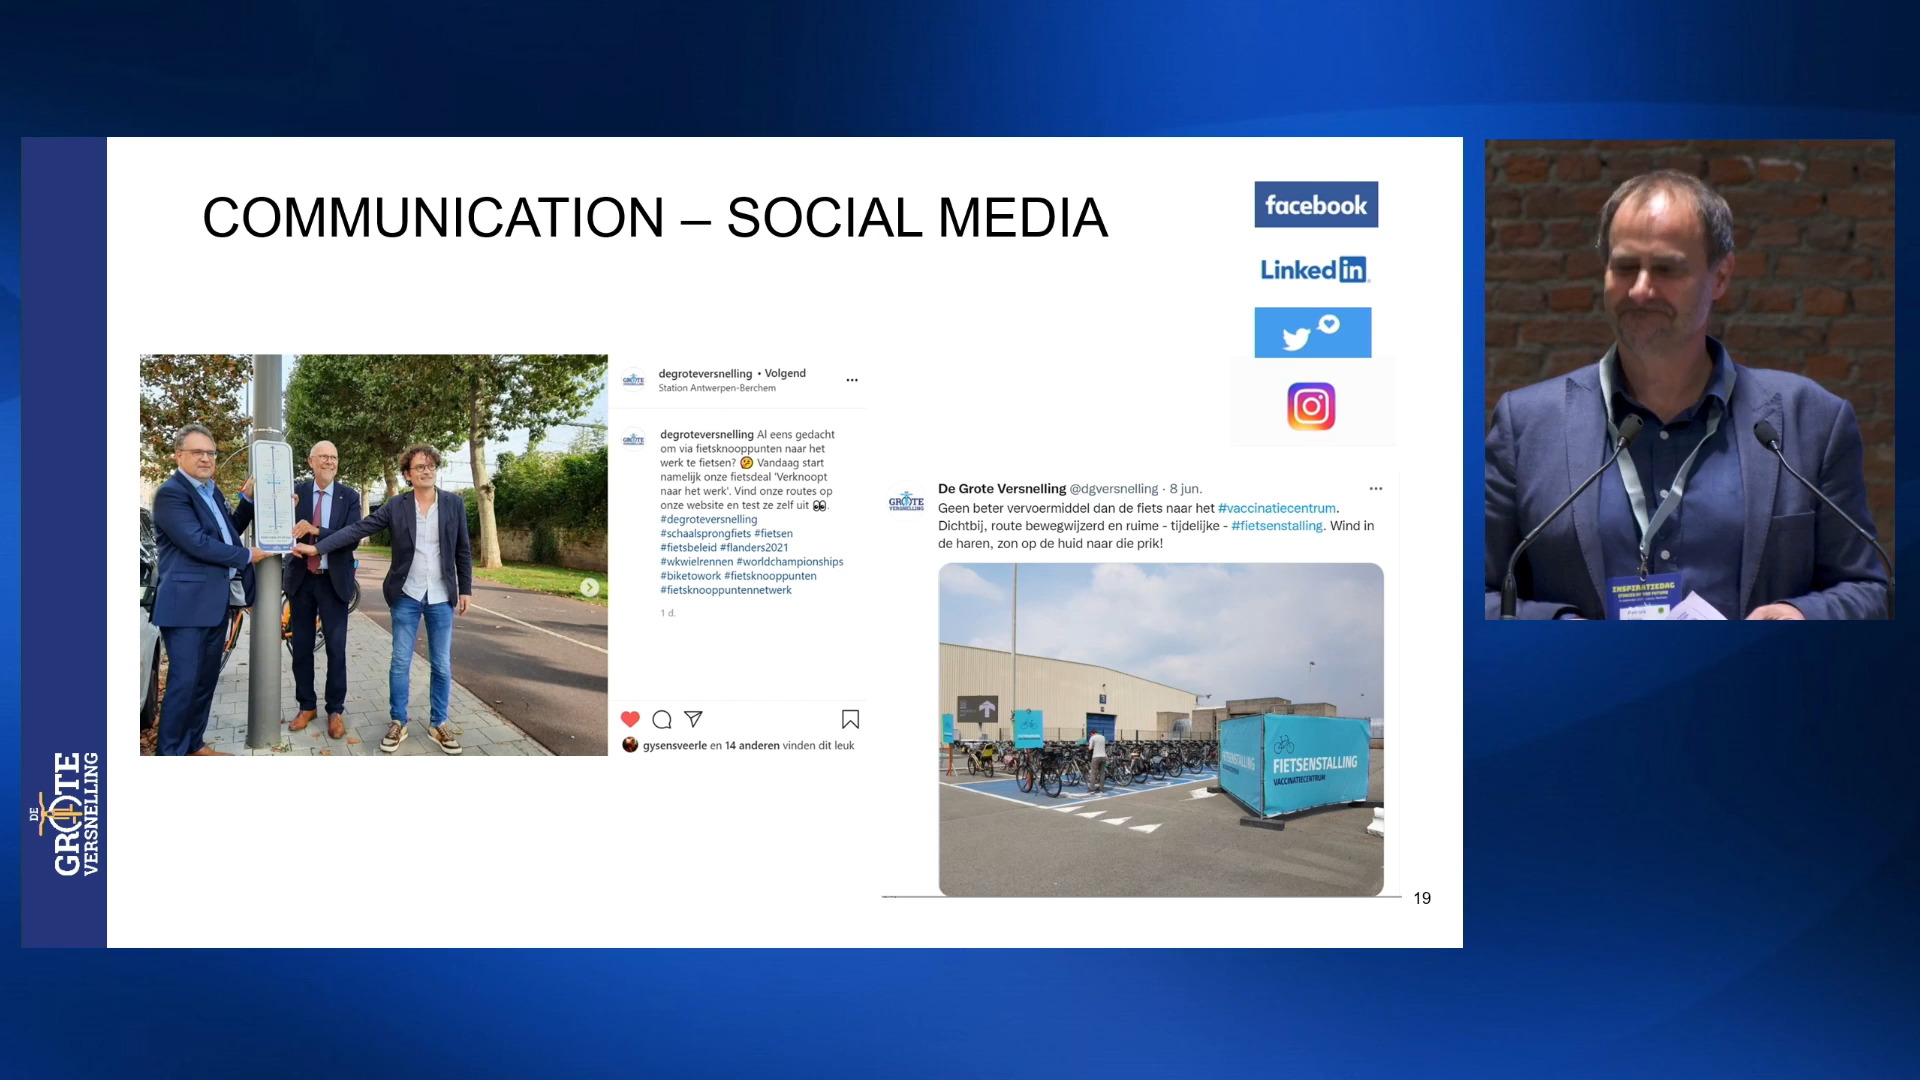 COMMUNICATION – SOCIAL MEDIA
facebook
Linked in
degroteversnelling • Volgend
Station Antwerpen-Berchem
degroteversnelling Al eens gedacht
om via fietsknooppunten naar het
werk te fietsen? 🤔 Vandaag start
namelijk onze fietsdeal 'Verknoopt
naar het werk'. Vind onze routes op
onze website en test ze zelf uit 👀.
#degroteversnelling
#schaalsprongfiets #fietsen
#fietsbeleid #flanders2021
#wkwielrennen #worldchampionships
#biketowork #fietsknooppunten
#fietsknooppuntennetwerk
1 d.
gysensveerle en 14 anderen vinden dit leuk
De Grote Versnelling @dgversnelling · 8 jun.
Geen beter vervoermiddel dan de fiets naar het #vaccinatiecentrum.
Dichtbij, route bewegwijzerd en ruime - tijdelijke - #fietsenstalling. Wind in
de haren, zon op de huid naar die prik!
GROTE
VERSNELLING
FIETSENSTALLING
VACCINATIECENTRUM
19
DE
GROTE
VERSNELLING
INSPIRATIEDAG